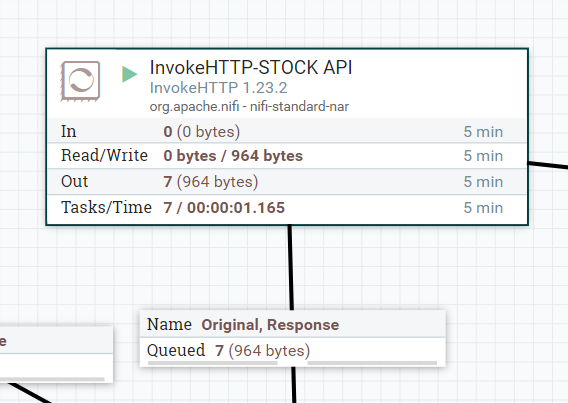 InvokeHTTP-STOCK API
InvokeHTTP 1.23.2
org.apache.nifi - nifi-standard-nar
In 0 (0 bytes) 5 min
Read/Write 0 bytes / 964 bytes 5 min
Out 7 (964 bytes) 5 min
Tasks/Time 7 / 00:00:01.165 5 min
Name Original, Response
e
Queued 7 (964 bytes)